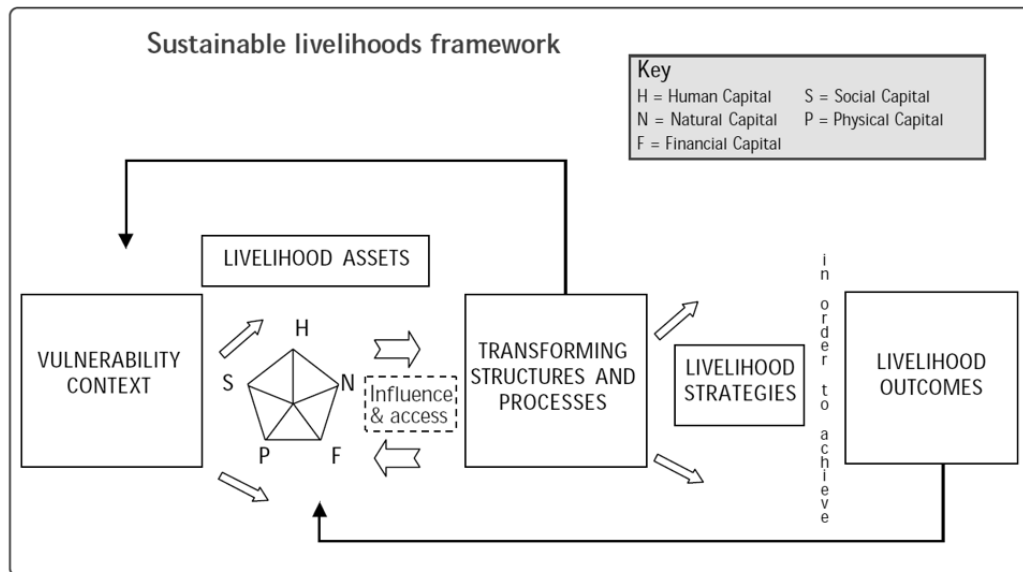 Sustainable livelihoods framework
Key
H = Human Capital S = Social Capital
N = Natural Capital P = Physical Capital
F = Financial Capital
LIVELIHOOD ASSETS
VULNERABILITY
CONTEXT
H
S
N
P
F
Influence
& access
TRANSFORMING
STRUCTURES AND
PROCESSES
LIVELIHOOD
STRATEGIES
in order to achieve
LIVELIHOOD
OUTCOMES